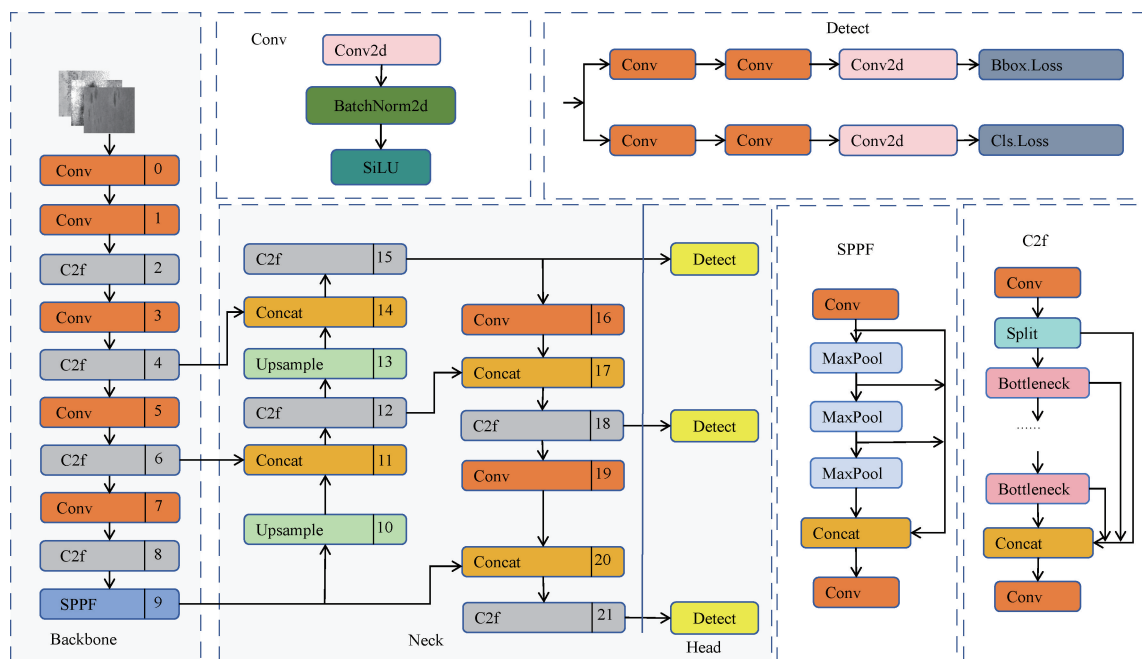 Conv
Conv2d
BatchNorm2d
SiLU
Detect
Conv
Conv
Conv2d
Bbox.Loss
Conv
Conv
Conv2d
Cls.Loss
Conv 0
Conv 1
C2f 2
Conv 3
C2f 4
Conv 5
C2f 6
Conv 7
C2f 8
SPPF 9
Backbone
C2f 15
Concat 14
Upsample 13
C2f 12
Concat 11
Upsample 10
Conv 16
Concat 17
C2f 18
Conv 19
Concat 20
C2f 21
Neck
Detect
Detect
Detect
Head
SPPF
Conv
MaxPool
MaxPool
MaxPool
Concat
Conv
C2f
Conv
Split
Bottleneck
......
Bottleneck
Concat
Conv